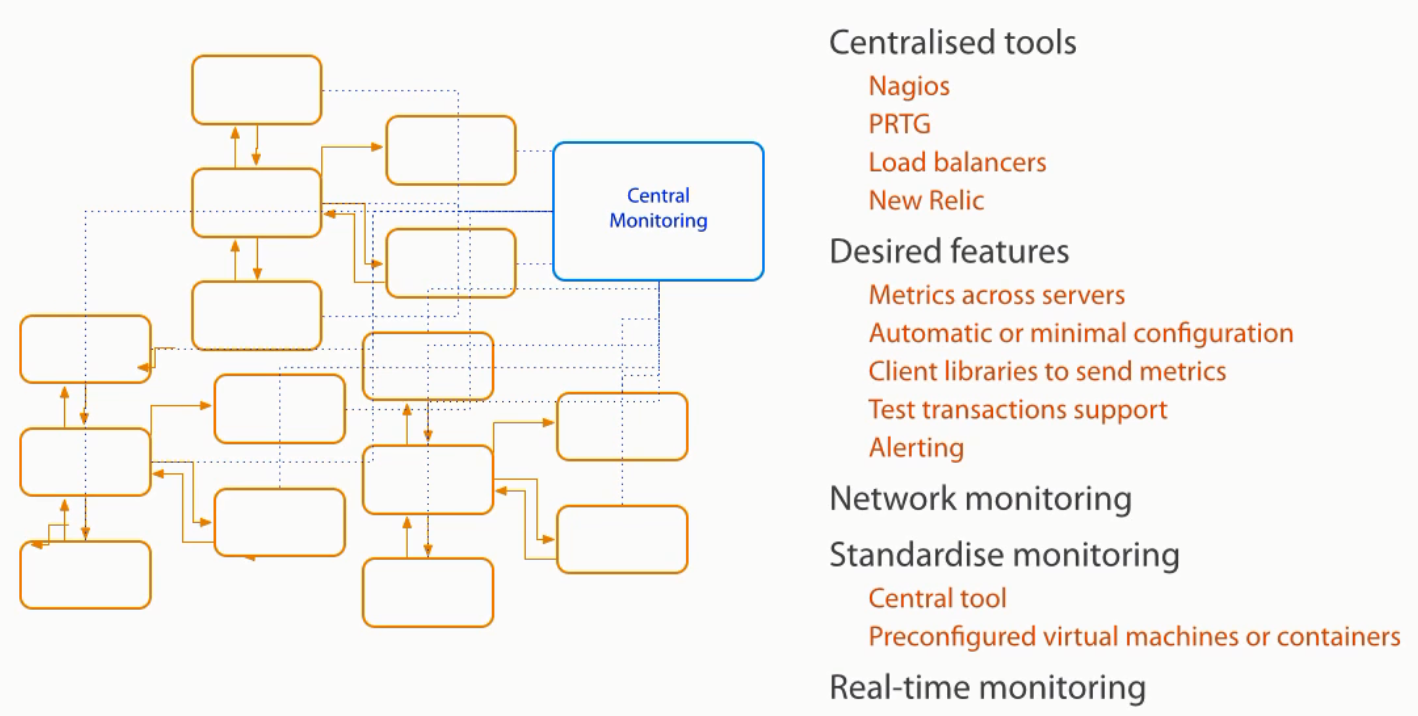 Central
Monitoring
Centralised tools
Nagios
PRTG
Load balancers
New Relic
Desired features
Metrics across servers
Automatic or minimal configuration
Client libraries to send metrics
Test transactions support
Alerting
Network monitoring
Standardise monitoring
Central tool
Preconfigured virtual machines or containers
Real-time monitoring